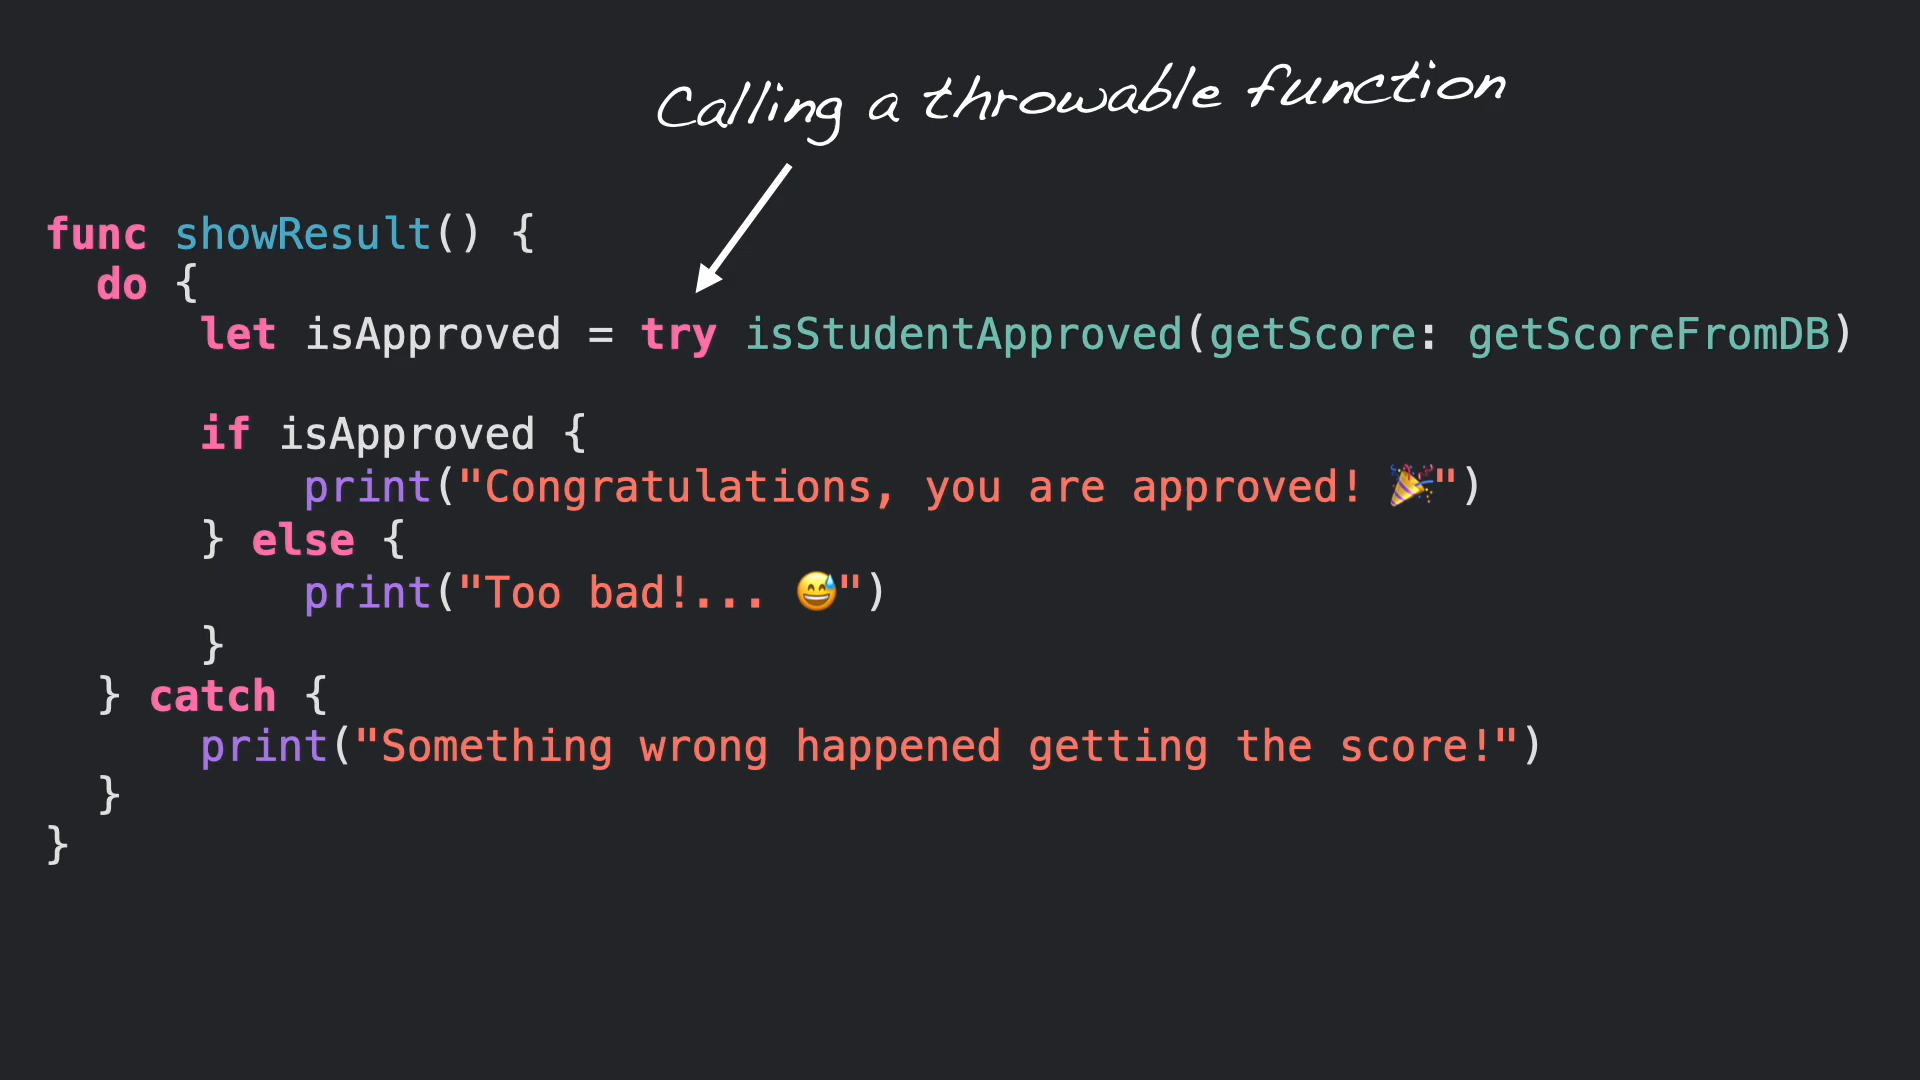 Calling a throwable function
func showResult() {
  do {
      let isApproved = try isStudentApproved(getScore: getScoreFromDB)

      if isApproved {
          print("Congratulations, you are approved! 🎉")
      } else {
          print("Too bad!... 😅")
      }
  } catch {
      print("Something wrong happened getting the score!")
  }
}